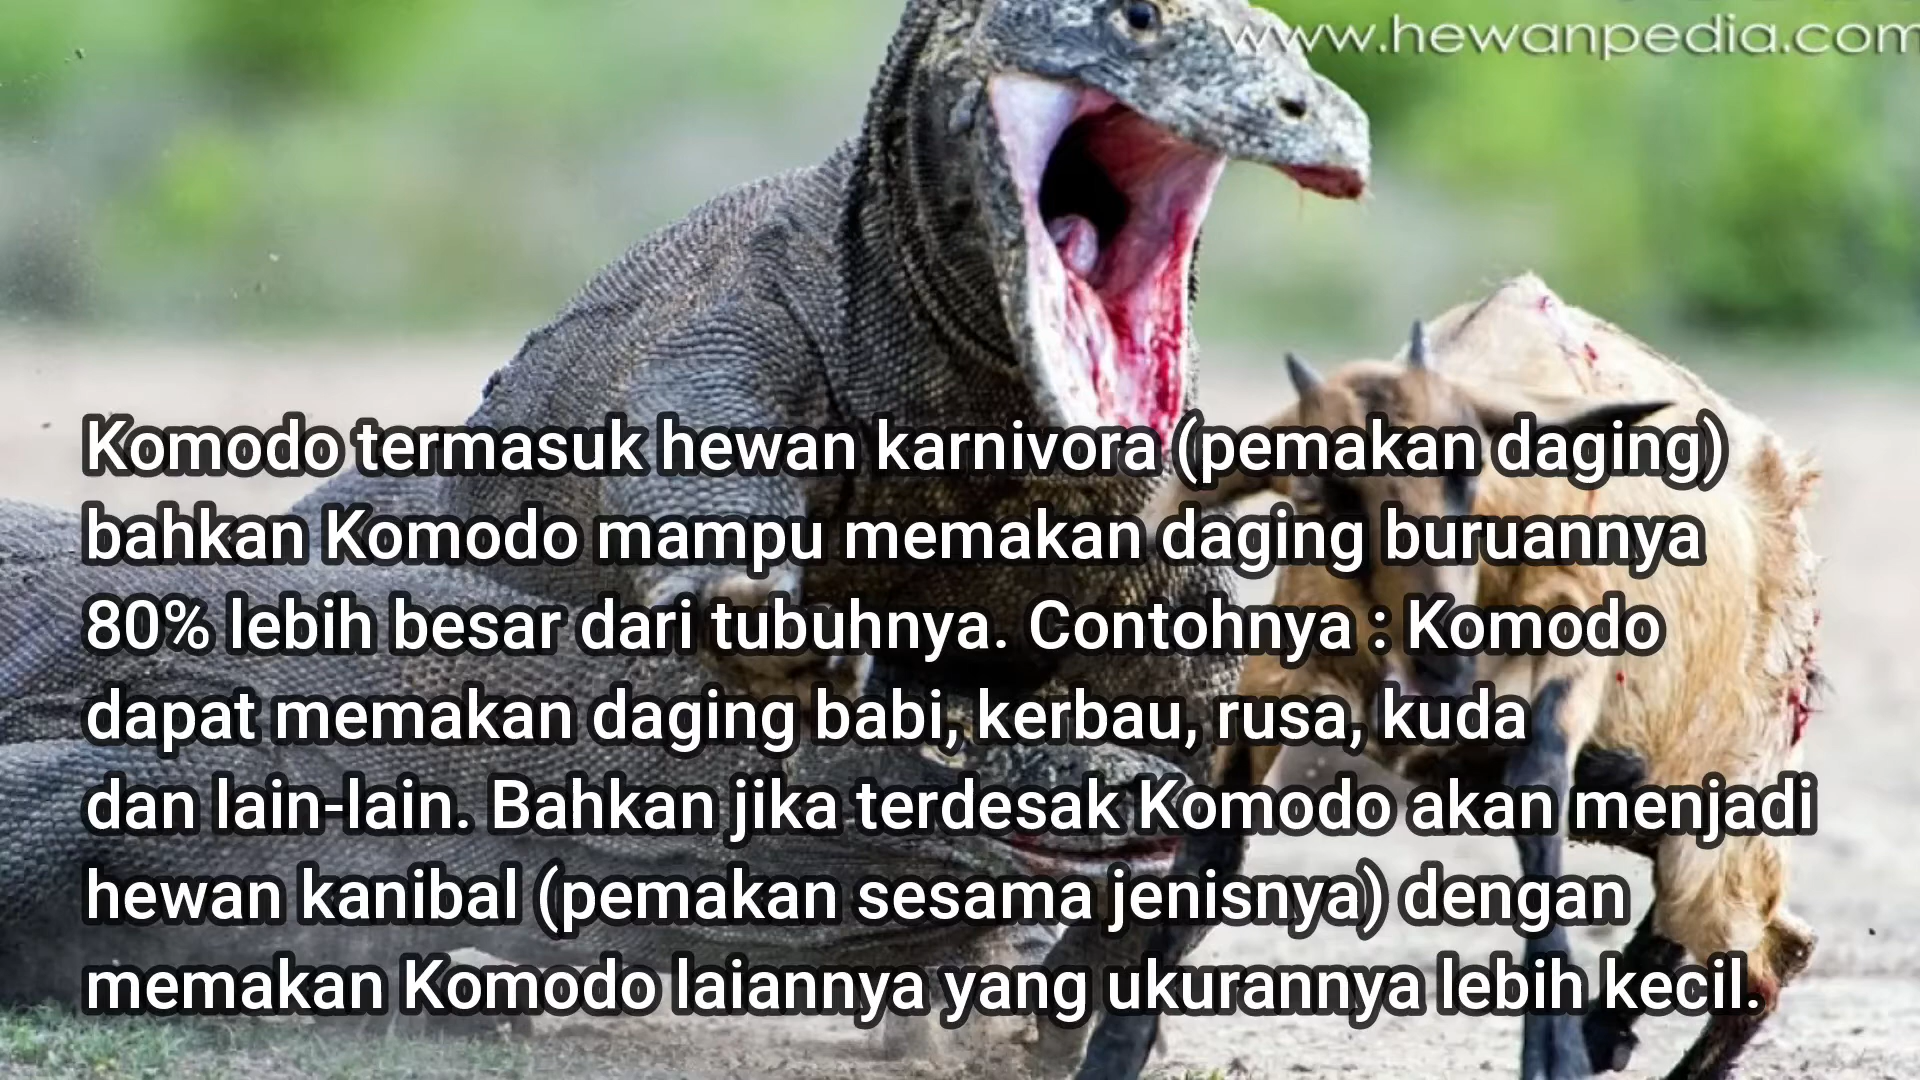 www.hewanpedia.com
Komodo termasuk hewan karnivora (pemakan daging)
bahkan Komodo mampu memakan daging buruannya
80% lebih besar dari tubuhnya. Contohnya : Komodo
dapat memakan daging babi, kerbau, rusa, kuda
dan lain-lain. Bahkan jika terdesak Komodo akan menjadi
hewan kanibal (pemakan sesama jenisnya) dengan
memakan Komodo laiannya yang ukurannya lebih kecil.